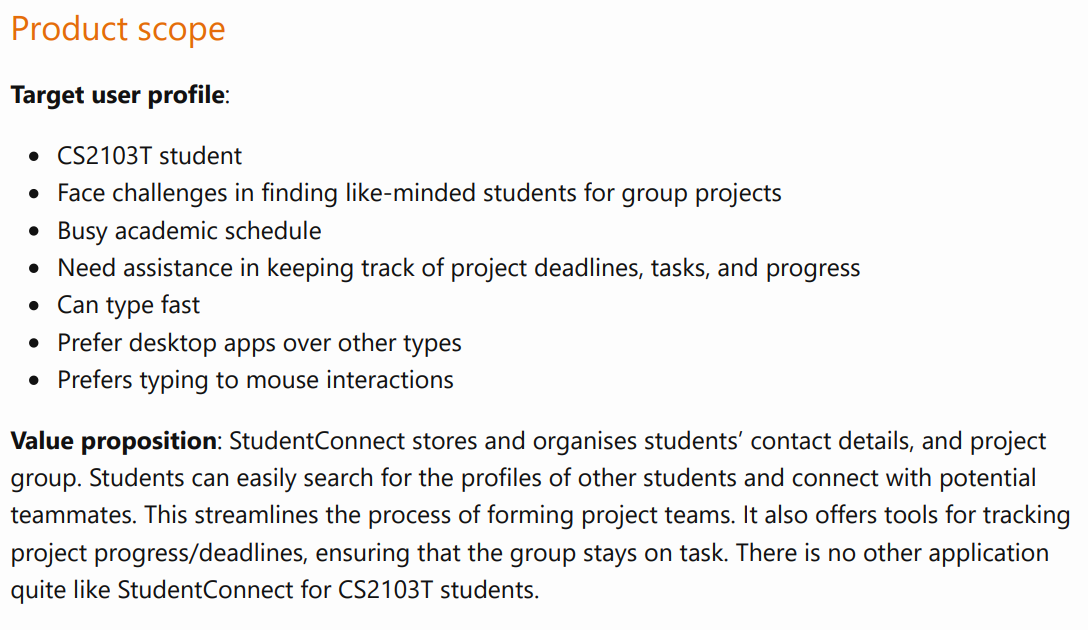 Product scope
Target user profile:
• CS2103T student
• Face challenges in finding like-minded students for group projects
• Busy academic schedule
• Need assistance in keeping track of project deadlines, tasks, and progress
• Can type fast
• Prefer desktop apps over other types
• Prefers typing to mouse interactions
Value proposition: StudentConnect stores and organises students’ contact details, and project
group. Students can easily search for the profiles of other students and connect with potential
teammates. This streamlines the process of forming project teams. It also offers tools for tracking
project progress/deadlines, ensuring that the group stays on task. There is no other application
quite like StudentConnect for CS2103T students.